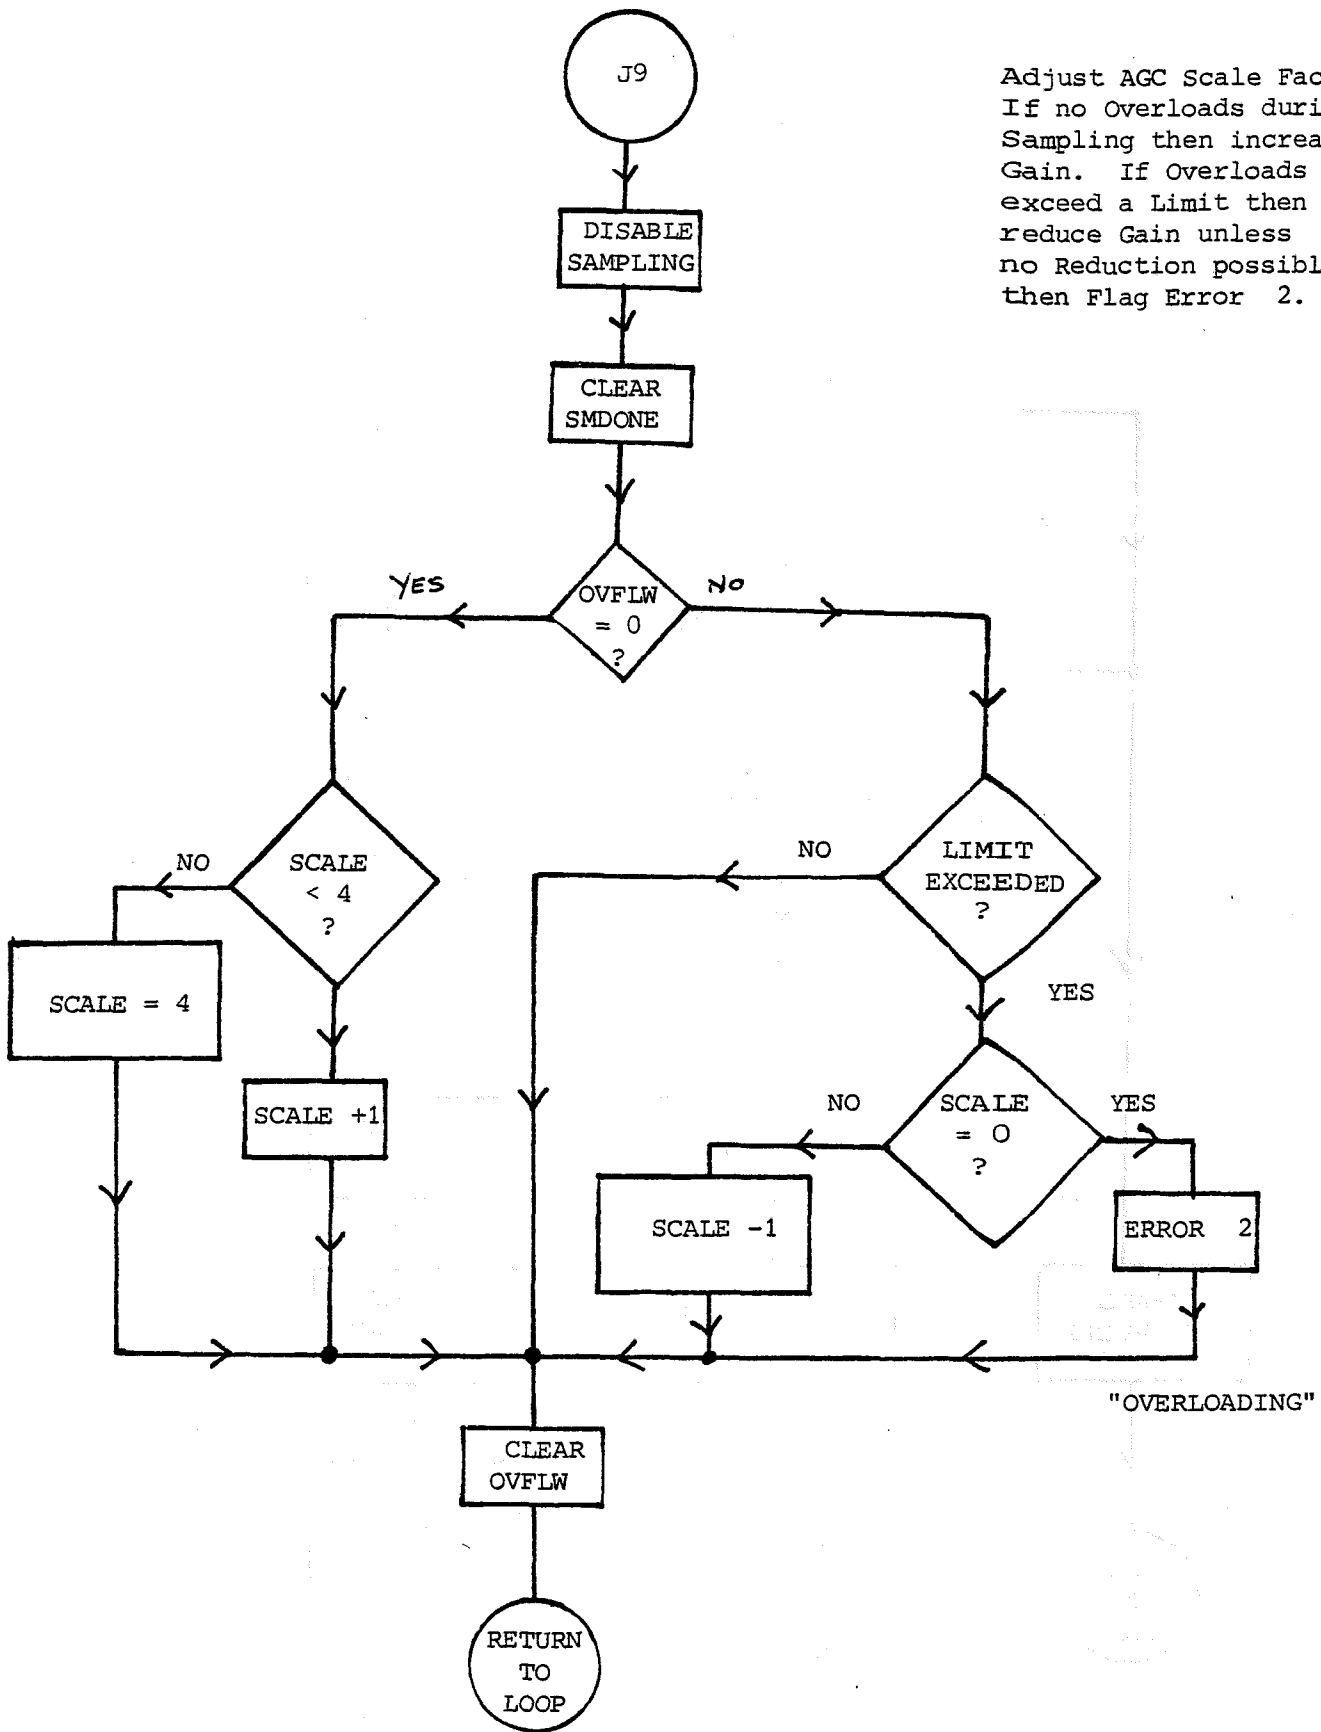 J9
Adjust AGC Scale Fac
If no Overloads duri
Sampling then increa
Gain. If Overloads
exceed a Limit then
reduce Gain unless
no Reduction possibl
then Flag Error 2.
DISABLE
SAMPLING
CLEAR
SMDONE
YES
OVFLW
= 0
?
NO
NO
SCALE
< 4
?
NO
LIMIT
EXCEEDED
?
YES
SCALE = 4
SCALE +1
NO
SCALE
= 0
?
YES
SCALE -1
ERROR 2
"OVERLOADING"
CLEAR
OVFLW
RETURN
TO
LOOP